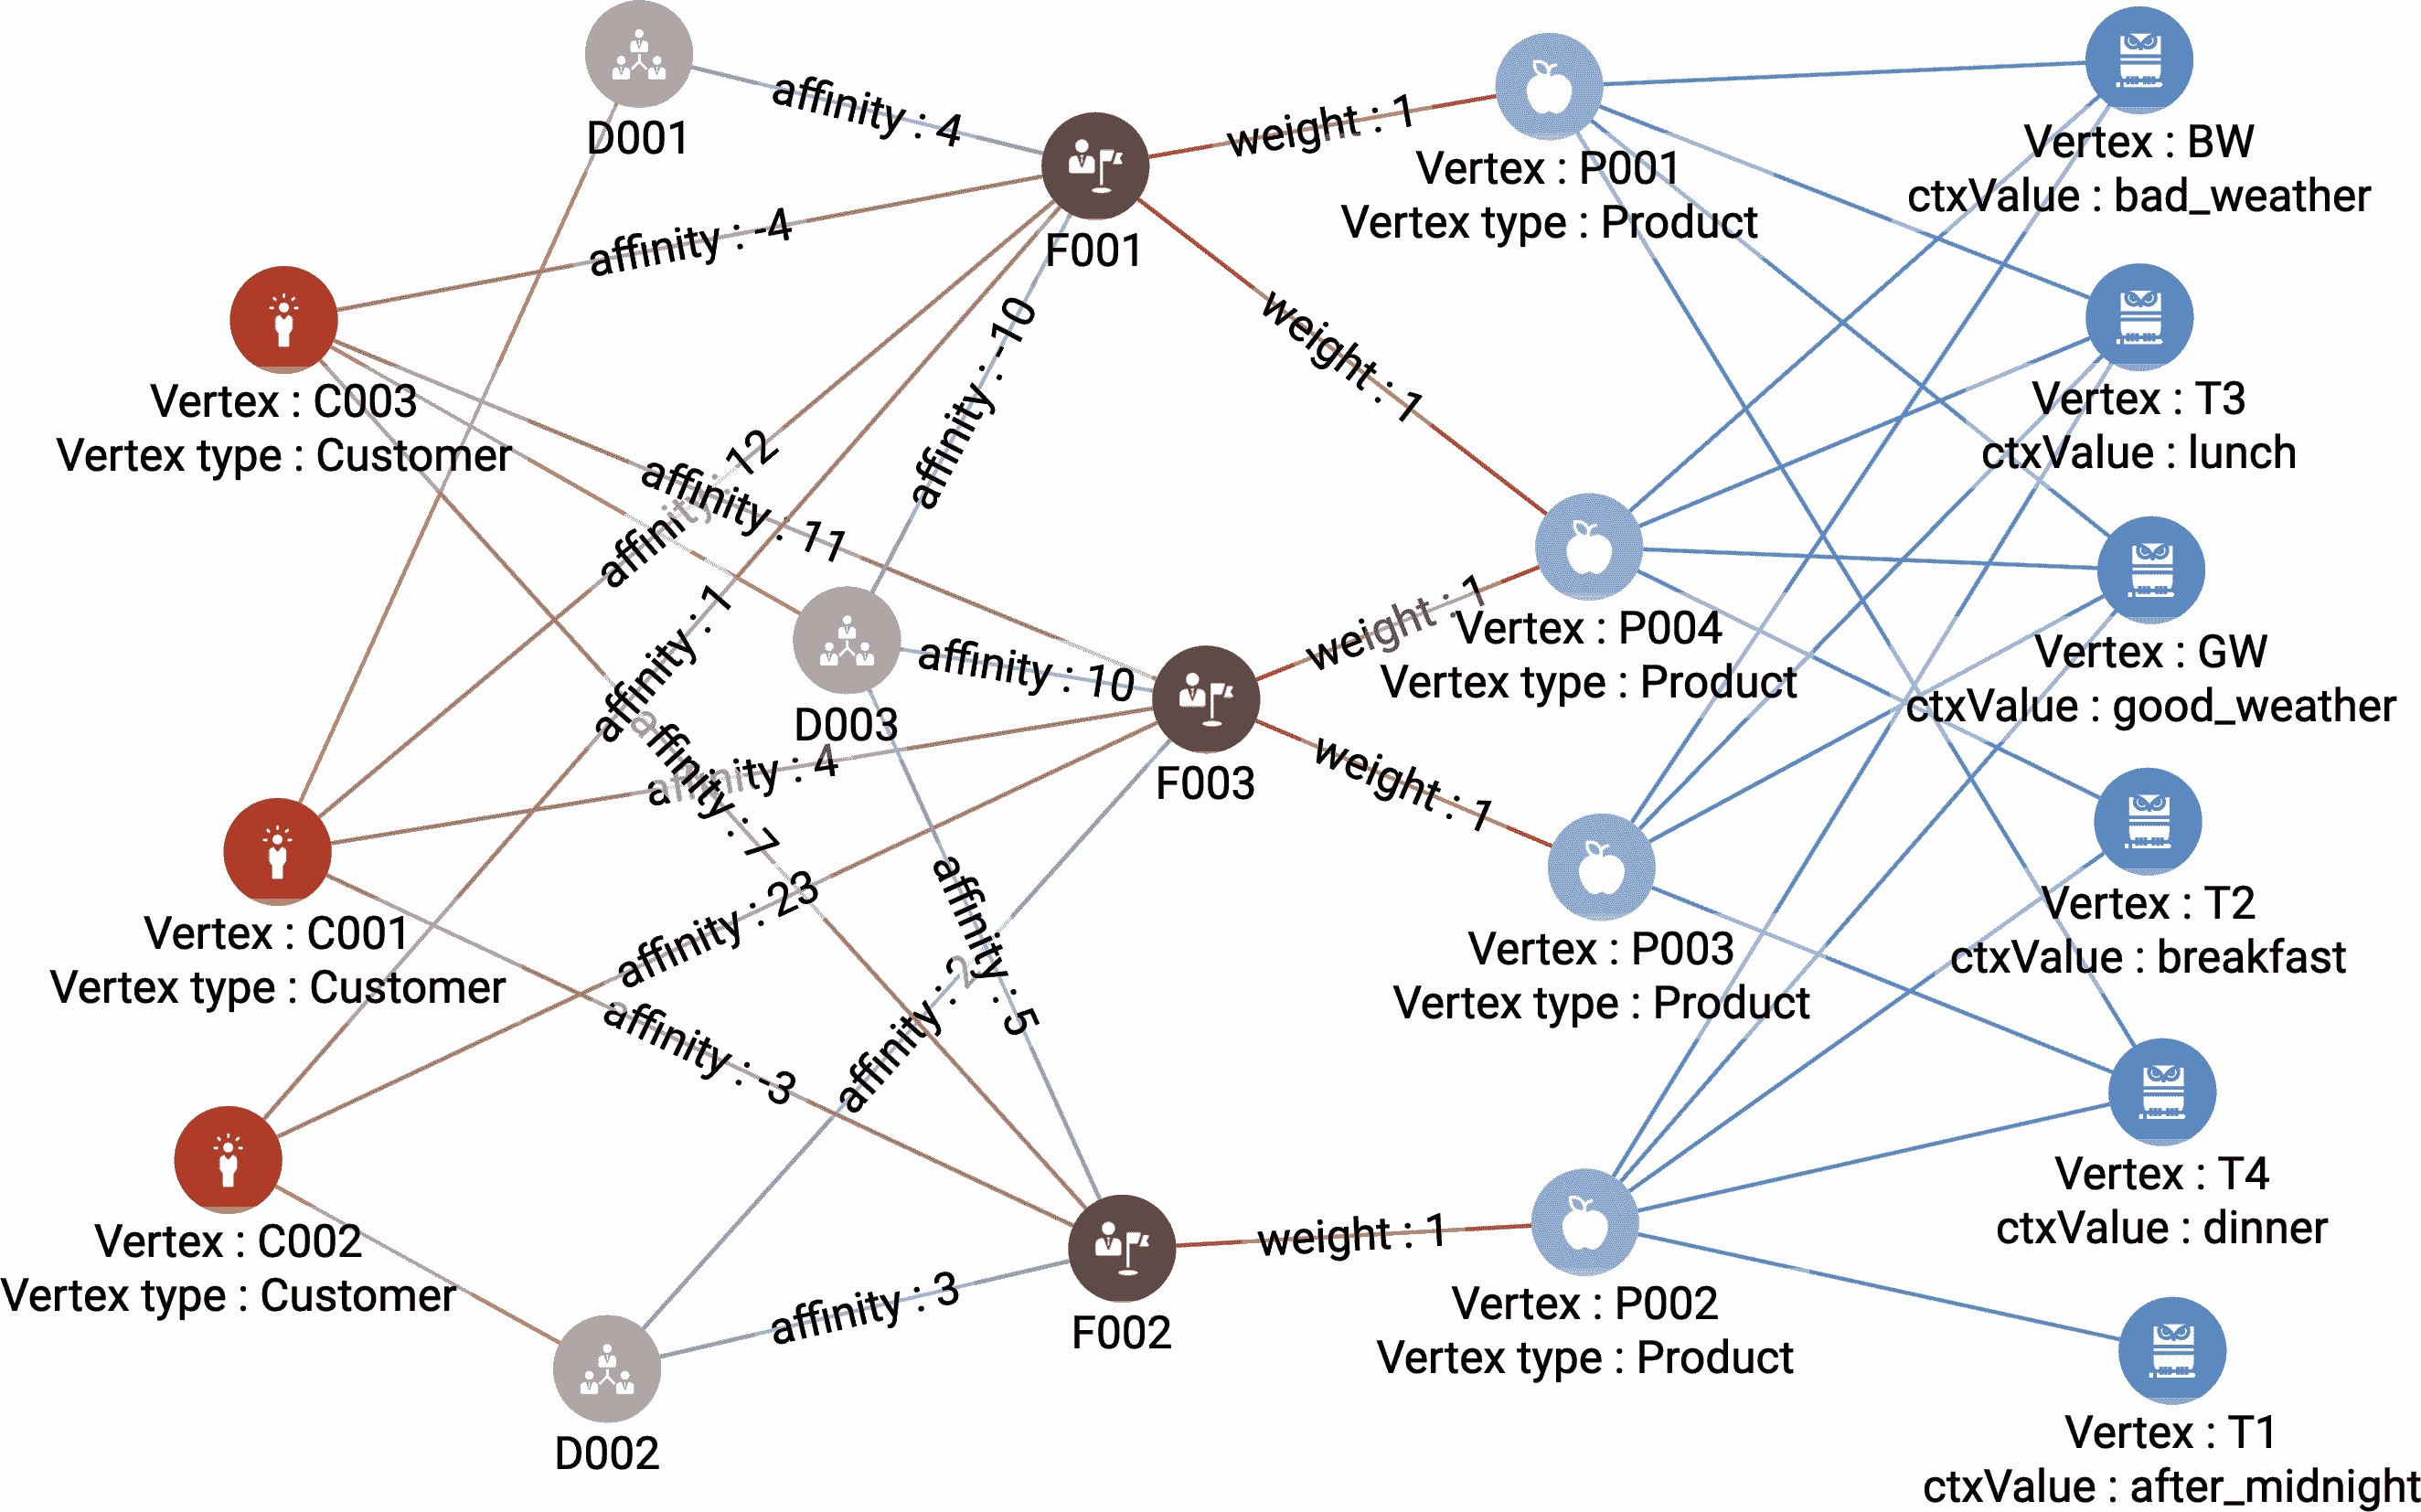 D001
affinity : 4
weight : 1
Vertex : P001
Vertex type : Product
Vertex : BW
ctxValue : bad_weather
affinity : -4
F001
Vertex : C003
Vertex type : Customer
affinity : -10
weight : 1
Vertex : T3
ctxValue : lunch
affinity : 12
affinity : 11
affinity : 1
D003
affinity : 10
F003
weight : 1
Vertex : P004
Vertex type : Product
Vertex : GW
ctxValue : good_weather
affinity : 4
affinity : 7
weight : 1
Vertex : C001
Vertex type : Customer
affinity : 23
affinity : 5
Vertex : P003
Vertex type : Product
Vertex : T2
ctxValue : breakfast
affinity : -3
affinity : 2
Vertex : T4
ctxValue : dinner
Vertex : C002
Vertex type : Customer
affinity : 3
F002
weight : 1
Vertex : P002
Vertex type : Product
D002
Vertex : T1
ctxValue : after_midnight